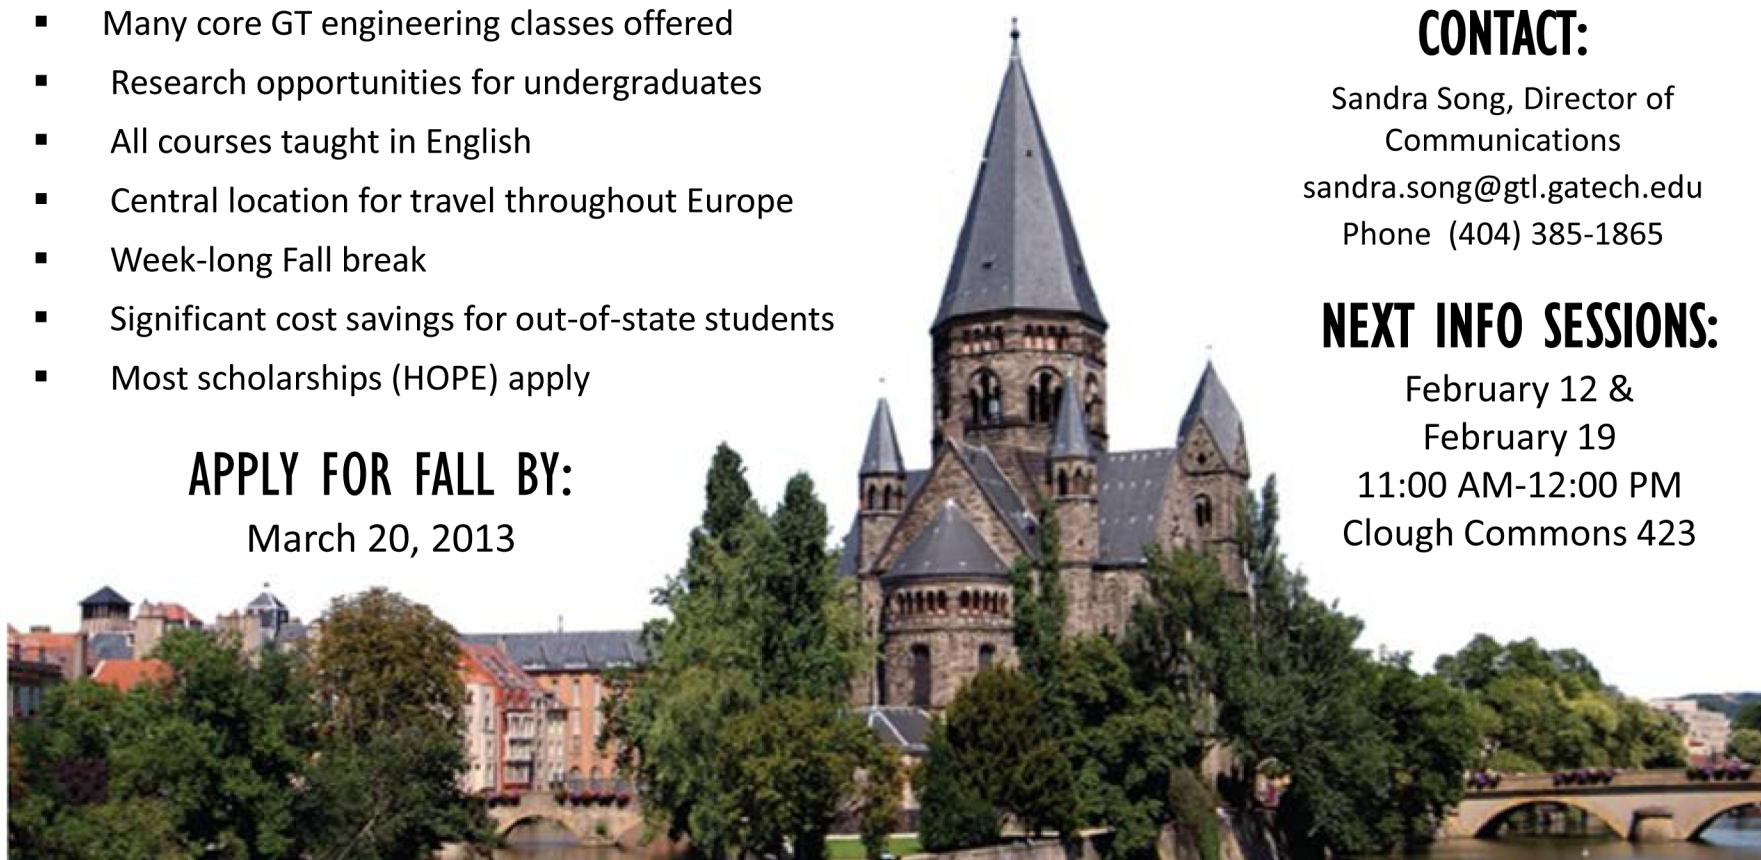 Many core GT engineering classes offered
Research opportunities for undergraduates
All courses taught in English
Central location for travel throughout Europe
Week-long Fall break
Significant cost savings for out-of-state students
Most scholarships (HOPE) apply
APPLY FOR FALL BY:
March 20, 2013
CONTACT:
Sandra Song, Director of
Communications
sandra.song@gtl.gatech.edu
Phone (404) 385-1865
NEXT INFO SESSIONS:
February 12 &
February 19
11:00 AM-12:00 PM
Clough Commons 423